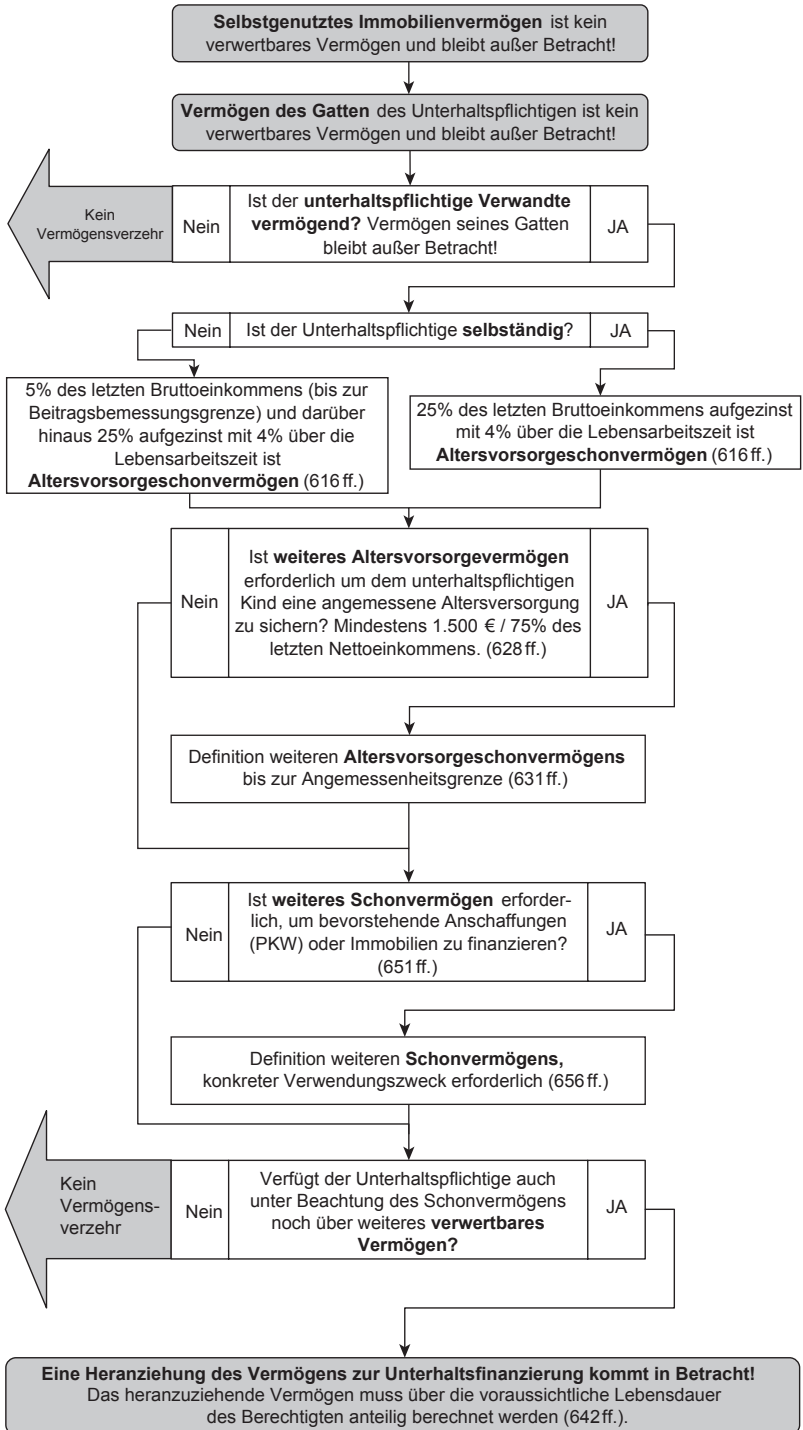 Selbstgenutztes Immobilienvermögen ist kein
verwertbares Vermögen und bleibt außer Betracht!
Vermögen des Gatten des Unterhaltspflichtigen ist kein
verwertbares Vermögen und bleibt außer Betracht!
Kein
Vermögensverzehr
Nein
Ist der unterhaltspflichtige Verwandte
vermögend? Vermögen seines Gatten
bleibt außer Betracht!
JA
Nein
Ist der Unterhaltspflichtige selbständig?
JA
5% des letzten Bruttoeinkommens (bis zur
Beitragsbemessungsgrenze) und darüber
hinaus 25% aufgezinst mit 4% über die
Lebensarbeitszeit ist
Altersvorsorgeschonvermögen (616 ff.)
25% des letzten Bruttoeinkommens aufgezinst
mit 4% über die Lebensarbeitszeit ist
Altersvorsorgeschonvermögen (616 ff.)
Nein
Ist weiteres Altersvorsorgevermögen
erforderlich um dem unterhaltspflichtigen
Kind eine angemessene Altersversorgung
zu sichern? Mindestens 1.500 € / 75% des
letzten Nettoeinkommens. (628 ff.)
JA
Definition weiteren Altersvorsorgeschonvermögens
bis zur Angemessenheitsgrenze (631 ff.)
Nein
Ist weiteres Schonvermögen erforder-
lich, um bevorstehende Anschaffungen
(PKW) oder Immobilien zu finanzieren?
(651 ff.)
JA
Definition weiteren Schonvermögens,
konkreter Verwendungszweck erforderlich (656 ff.)
Kein
Vermögens-
verzehr
Nein
Verfügt der Unterhaltspflichtige auch
unter Beachtung des Schonvermögens
noch über weiteres verwertbares
Vermögen?
JA
Eine Heranziehung des Vermögens zur Unterhaltsfinanzierung kommt in Betracht!
Das heranzuziehende Vermögen muss über die voraussichtliche Lebensdauer
des Berechtigten anteilig berechnet werden (642 ff.).